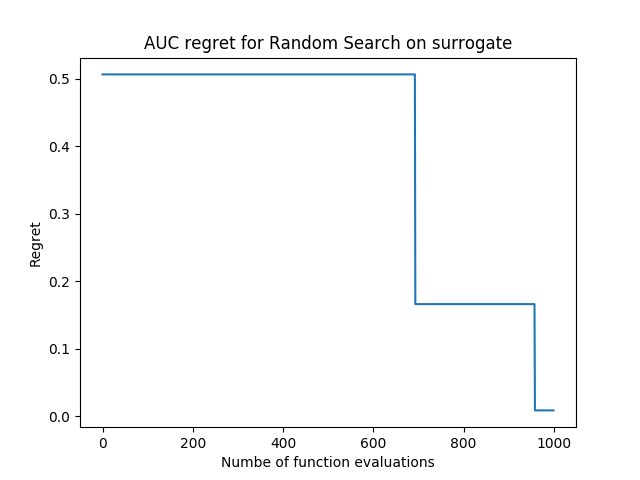 AUC regret for Random Search on surrogate
0.5
0.4
0.3
0.2
0.1
0.0
Regret
0 200 400 600 800 1000
Numbe of function evaluations